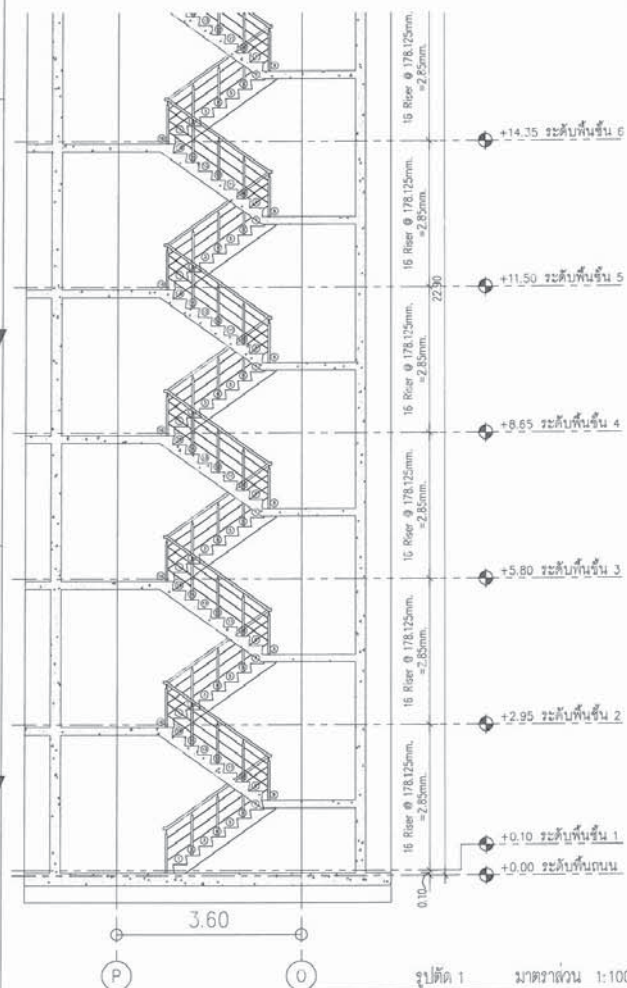 16 Riser @ 178.125mm.
=2.85mm.
+14.35 ระดับพื้นชั้น 6
16 Riser @ 178.125mm.
=2.85mm.
22.90
+11.50 ระดับพื้นชั้น 5
16 Riser @ 178.125mm.
=2.85mm.
+8.65 ระดับพื้นชั้น 4
16 Riser @ 178.125mm.
=2.85mm.
+5.80 ระดับพื้นชั้น 3
16 Riser @ 178.125mm.
=2.85mm.
+2.95 ระดับพื้นชั้น 2
16 Riser @ 178.125mm.
=2.85mm.
+0.10 ระดับพื้นชั้น 1
+0.00 ระดับพื้นถนน
0.10
3.60
P
O
รูปตัด 1 มาตราส่วน 1:100